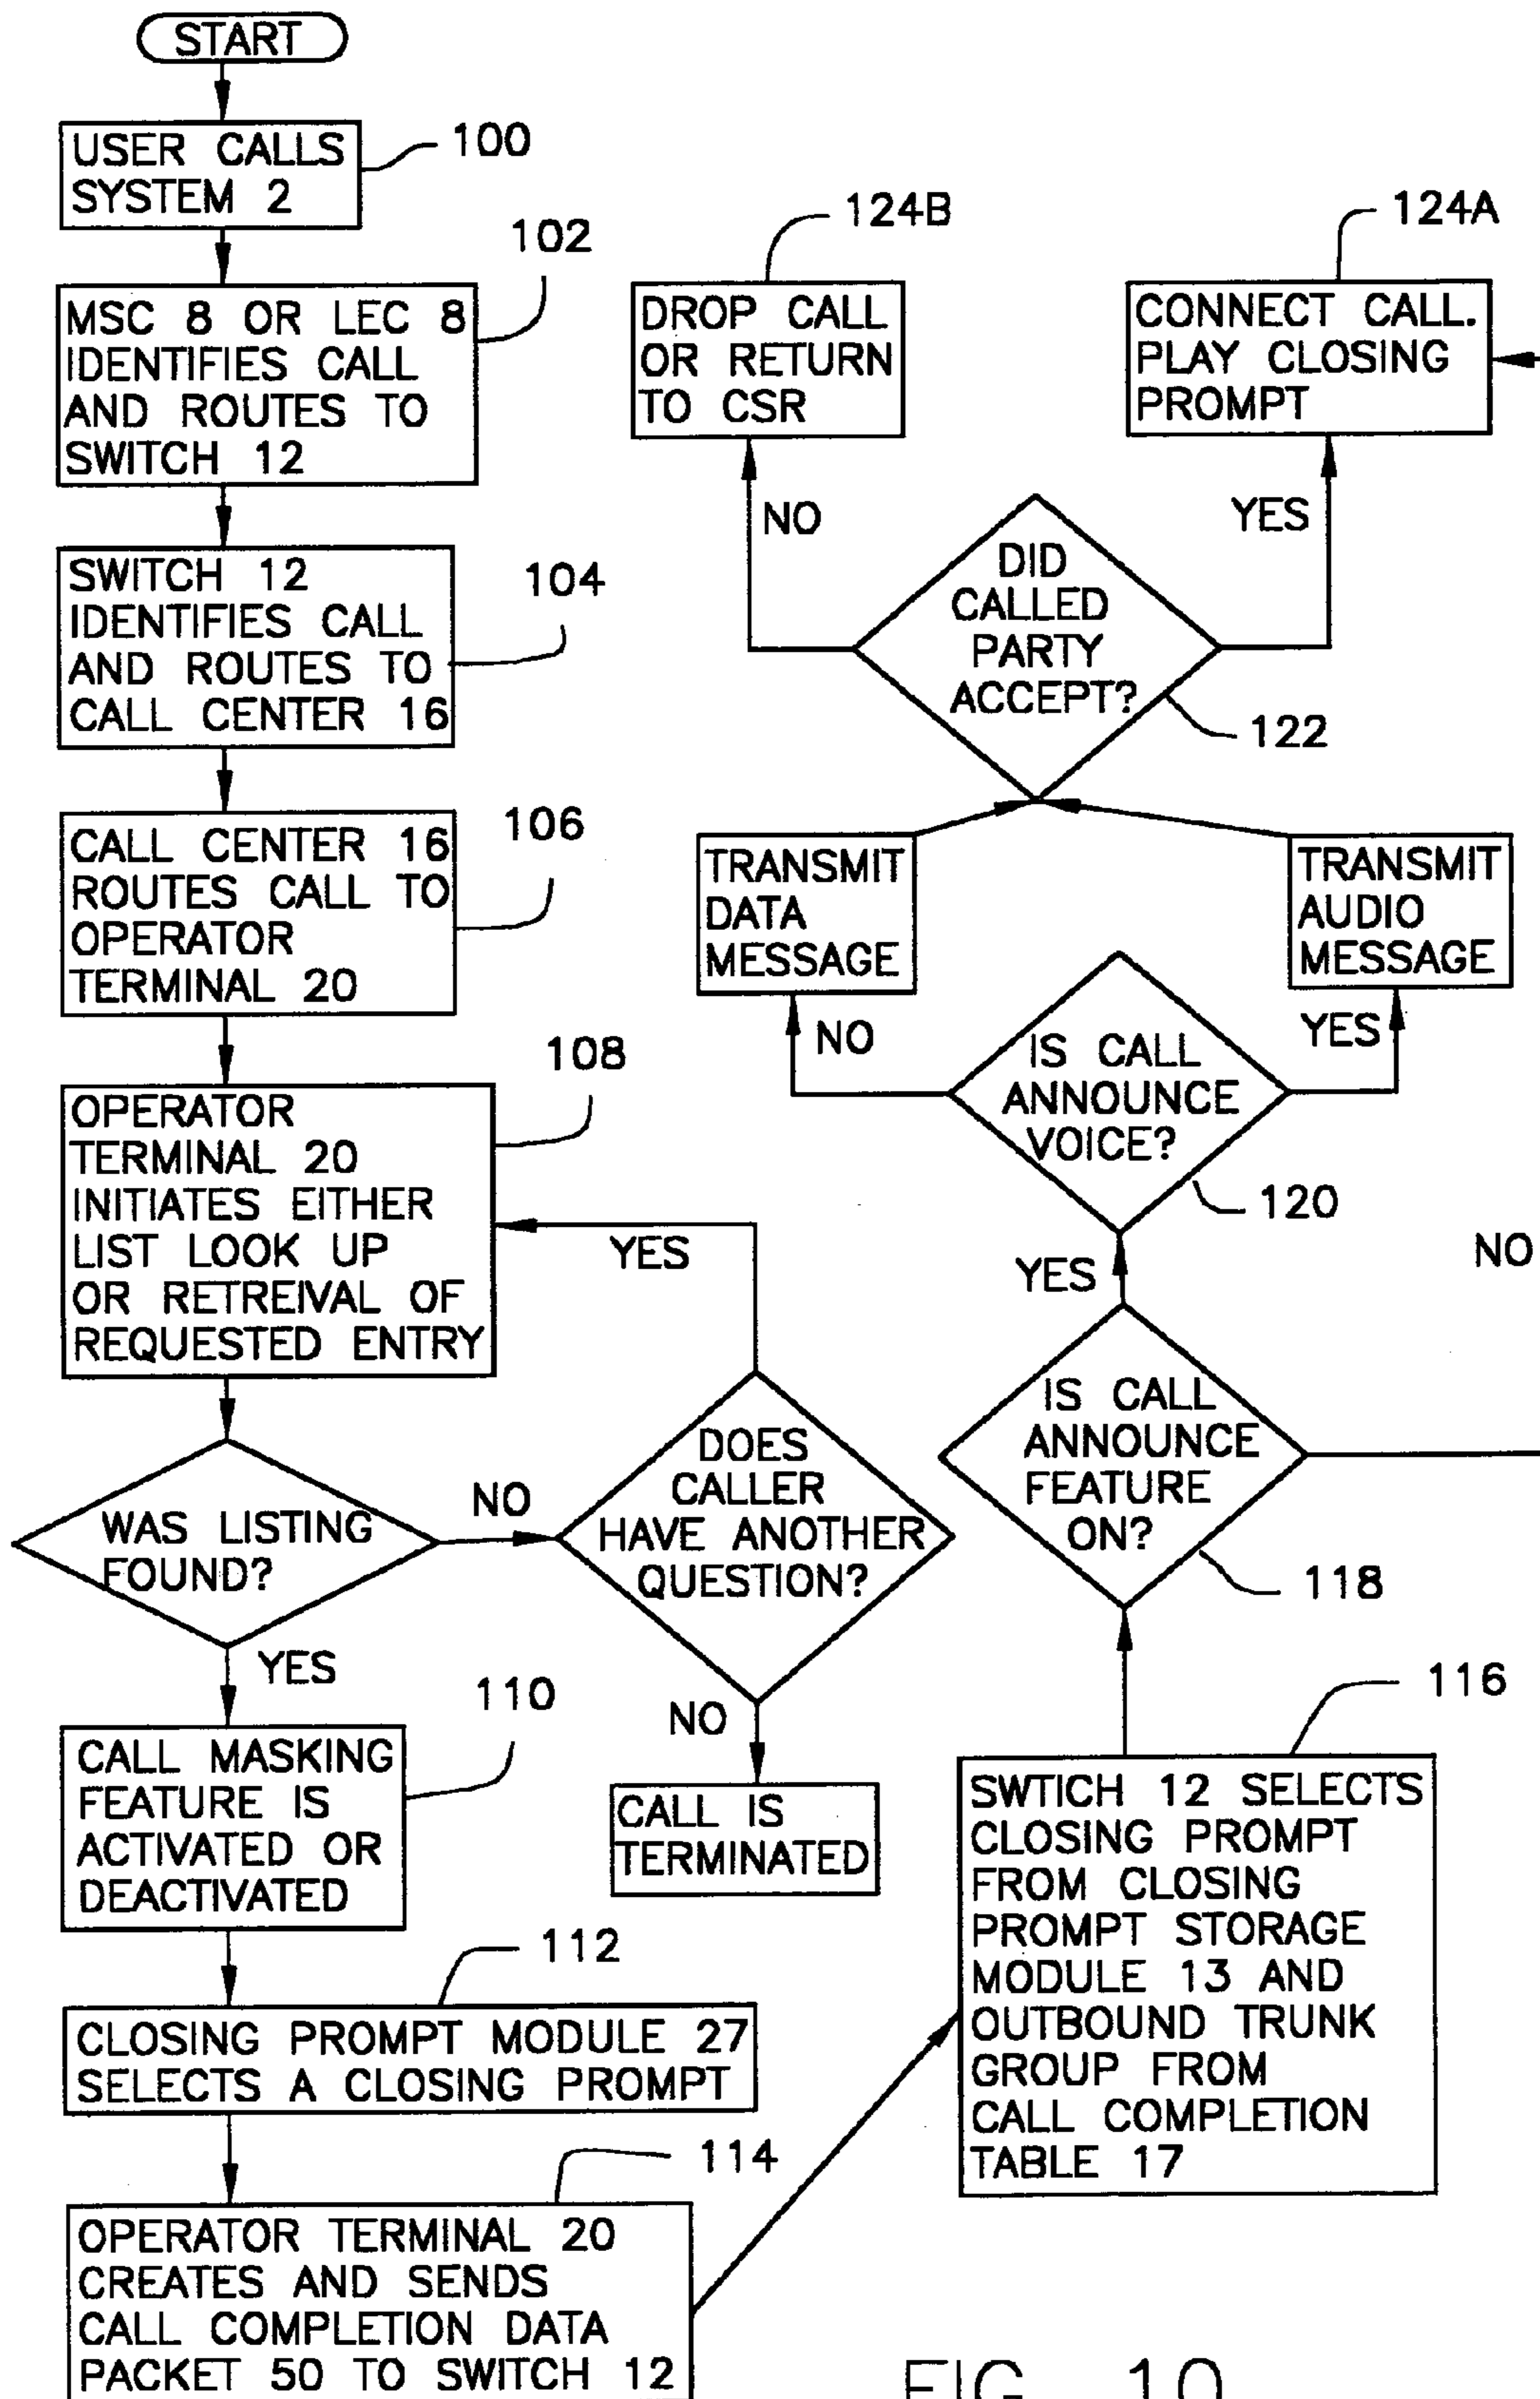 START
USER CALLS
SYSTEM 2
100
MSC 8 OR LEC 8
IDENTIFIES CALL
AND ROUTES TO
SWITCH 12
102
SWITCH 12
IDENTIFIES CALL
AND ROUTES TO
CALL CENTER 16
104
CALL CENTER 16
ROUTES CALL TO
OPERATOR
TERMINAL 20
106
OPERATOR
TERMINAL 20
INITIATES EITHER
LIST LOOK UP
OR RETREIVAL OF
REQUESTED ENTRY
108
WAS LISTING
FOUND?
NO
YES
DOES
CALLER
HAVE ANOTHER
QUESTION?
YES
NO
CALL IS
TERMINATED
CALL MASKING
FEATURE IS
ACTIVATED OR
DEACTIVATED
110
CLOSING PROMPT MODULE 27
SELECTS A CLOSING PROMPT
112
OPERATOR TERMINAL 20
CREATES AND SENDS
CALL COMPLETION DATA
PACKET 50 TO SWITCH 12
114
SWTICH 12 SELECTS
CLOSING PROMPT
FROM CLOSING
PROMPT STORAGE
MODULE 13 AND
OUTBOUND TRUNK
GROUP FROM
CALL COMPLETION
TABLE 17
116
IS CALL
ANNOUNCE
FEATURE
ON?
118
YES
NO
IS CALL
ANNOUNCE
VOICE?
120
NO
YES
TRANSMIT
DATA
MESSAGE
TRANSMIT
AUDIO
MESSAGE
DID
CALLED
PARTY
ACCEPT?
122
NO
YES
DROP CALL
OR RETURN
TO CSR
124B
CONNECT CALL.
PLAY CLOSING
PROMPT
124A
FIG. 10